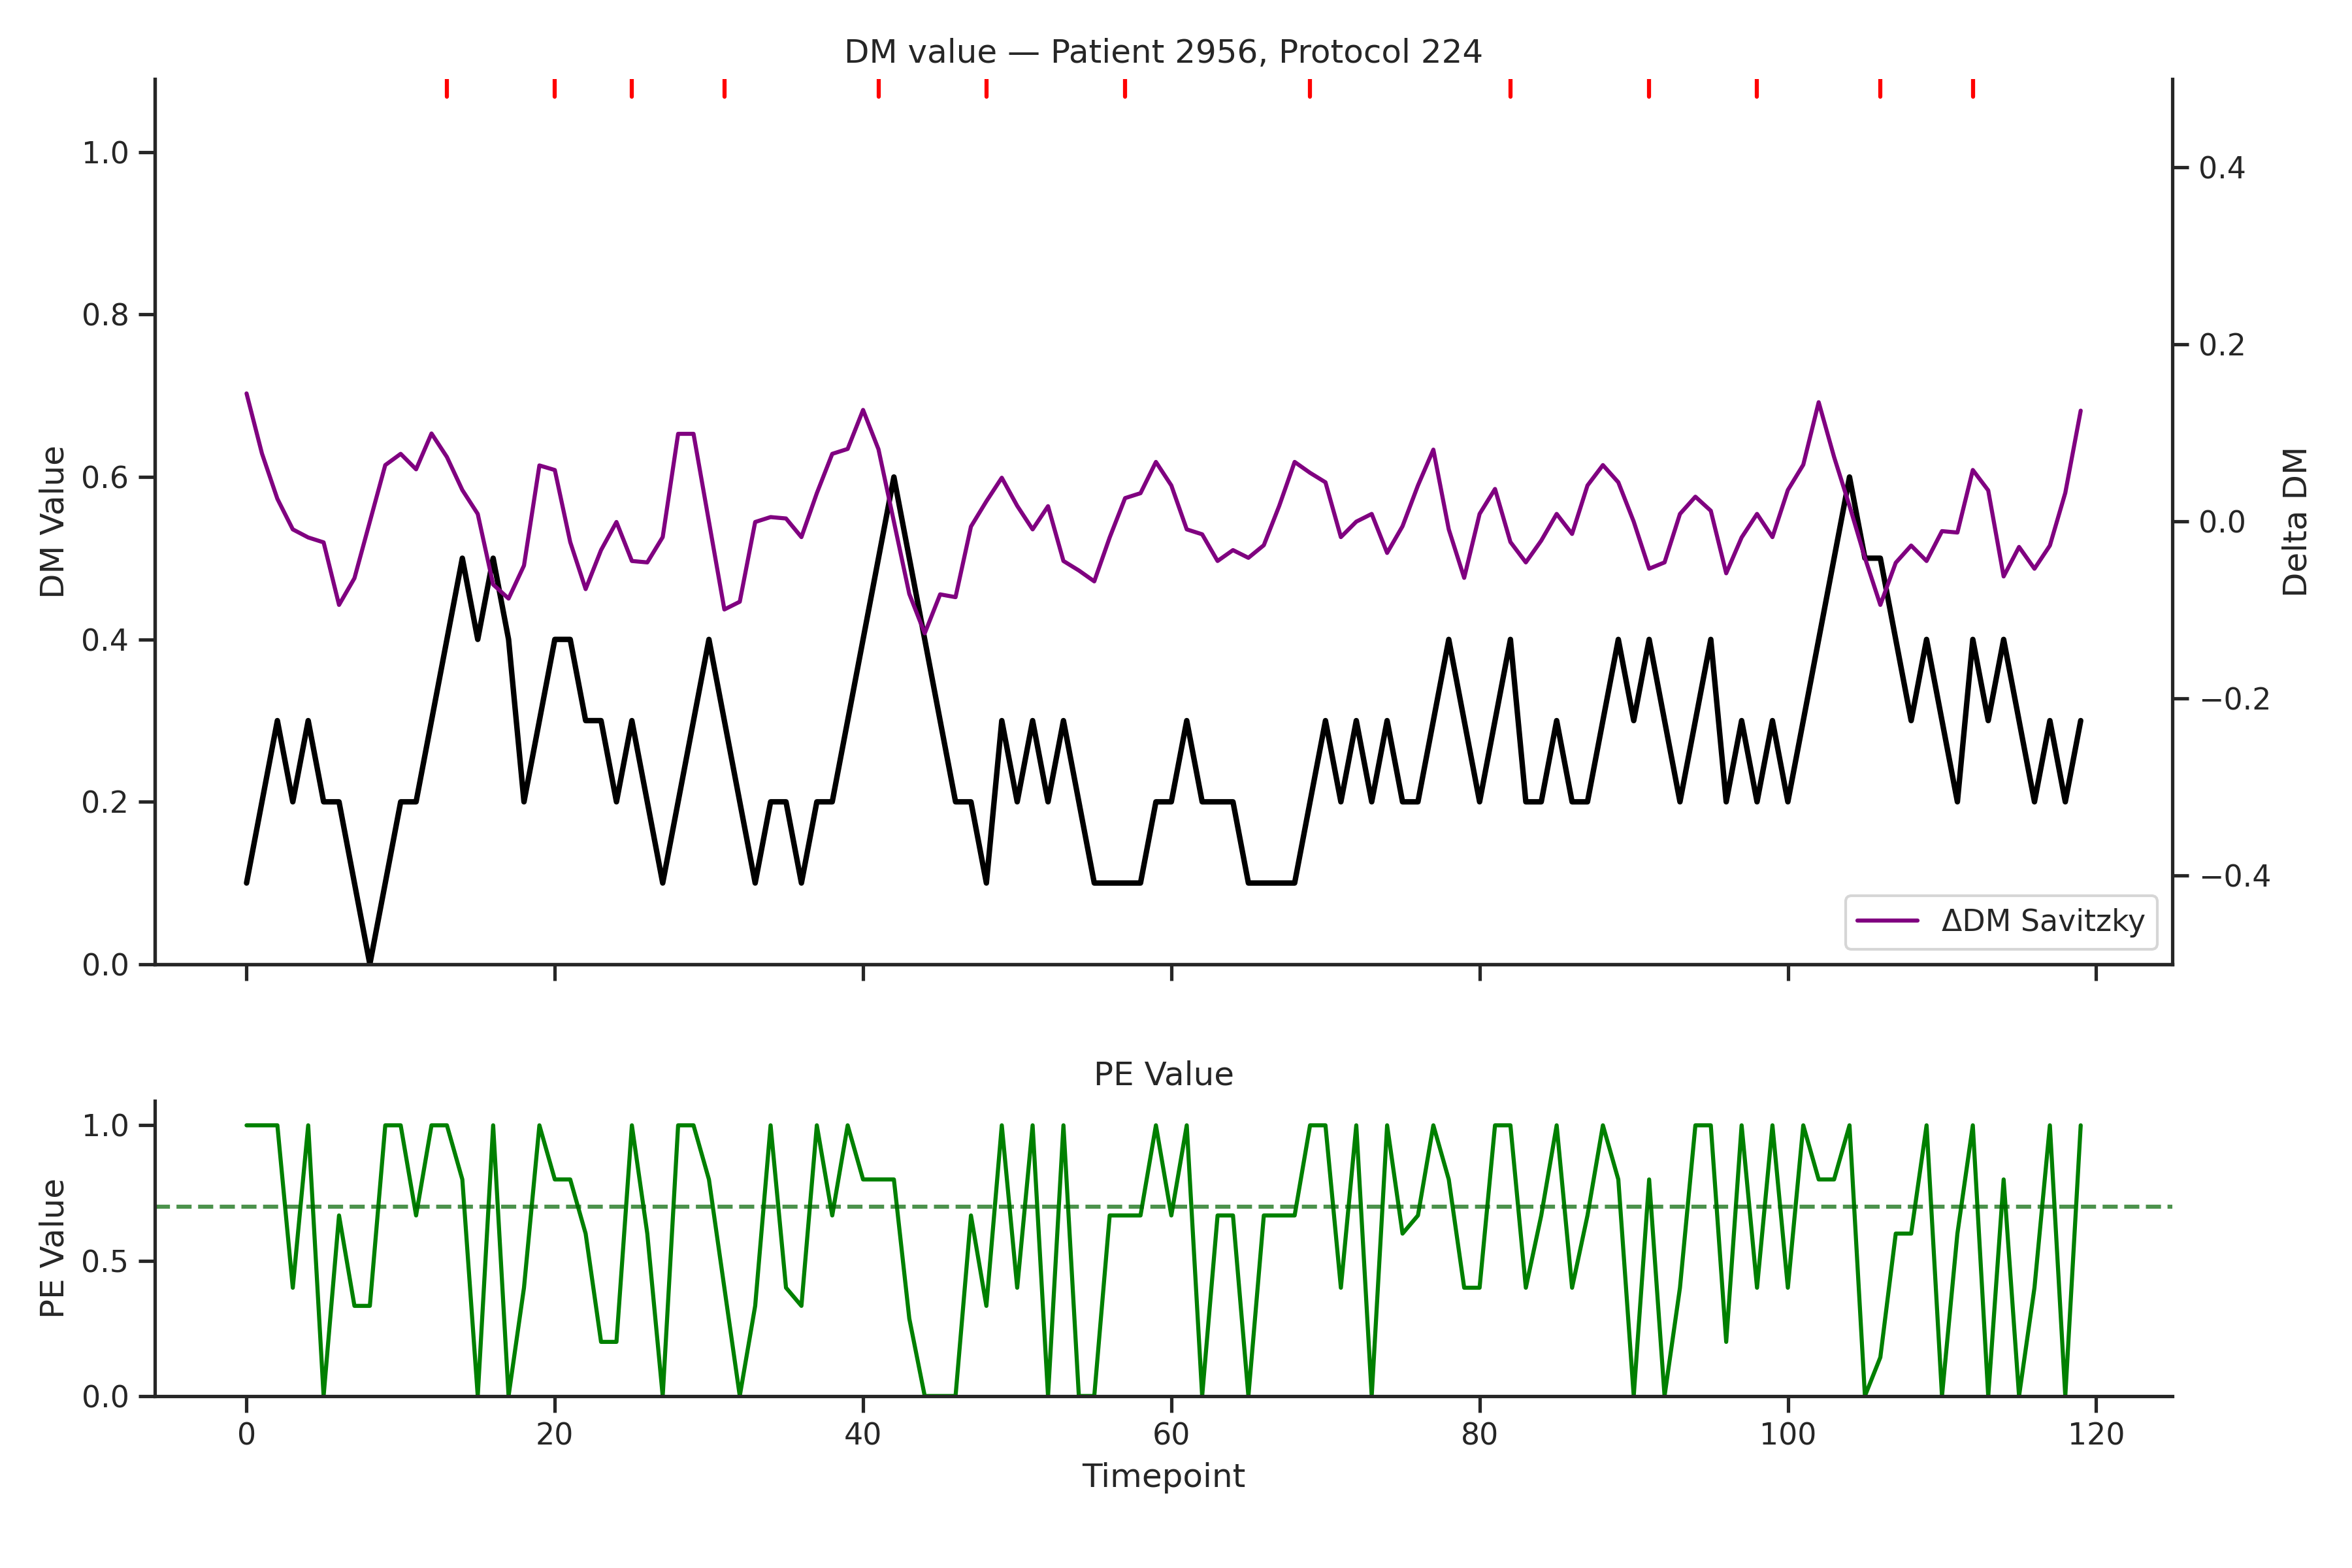 DM value — Patient 2956, Protocol 224
1.0
0.8
0.6
0.4
0.2
0.0
DM Value
0.4
0.2
0.0
−0.2
−0.4
Delta DM
ΔDM Savitzky
PE Value
1.0
0.5
0.0
PE Value
0 20 40 60 80 100 120
Timepoint